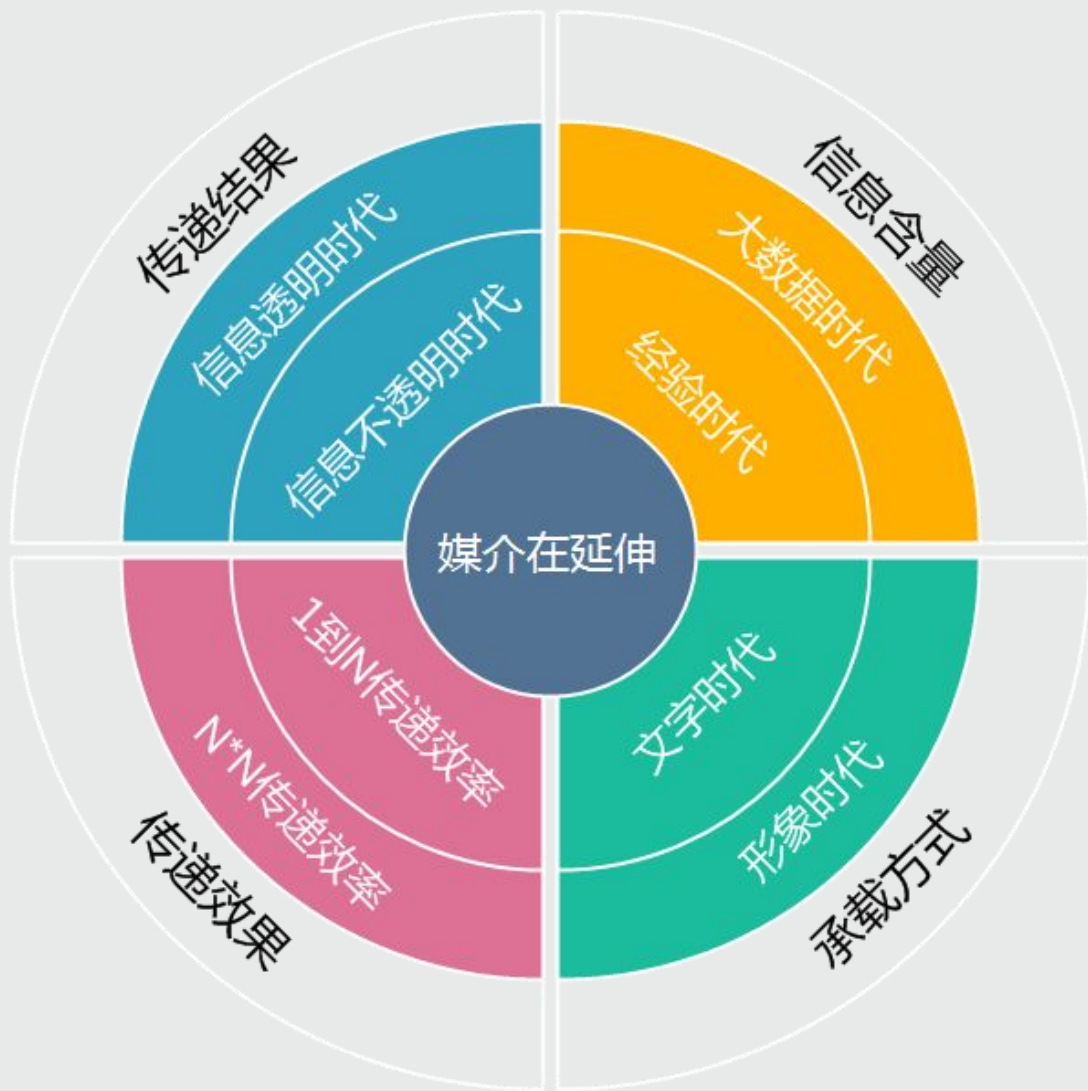 传递结果
信息透明时代
信息不透明时代
信息含量
大数据时代
经验时代
媒介在延伸
1到N传递效率
N*N传递效率
传递效果
文字时代
形象时代
承载方式